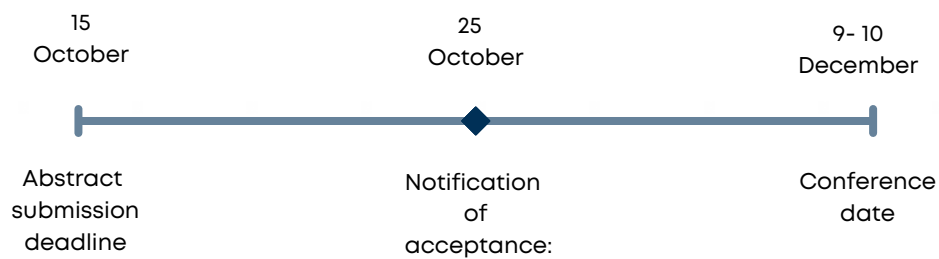 15
October
25
October
9- 10
December
Abstract
submission
deadline
Notification
of
acceptance:
Conference
date